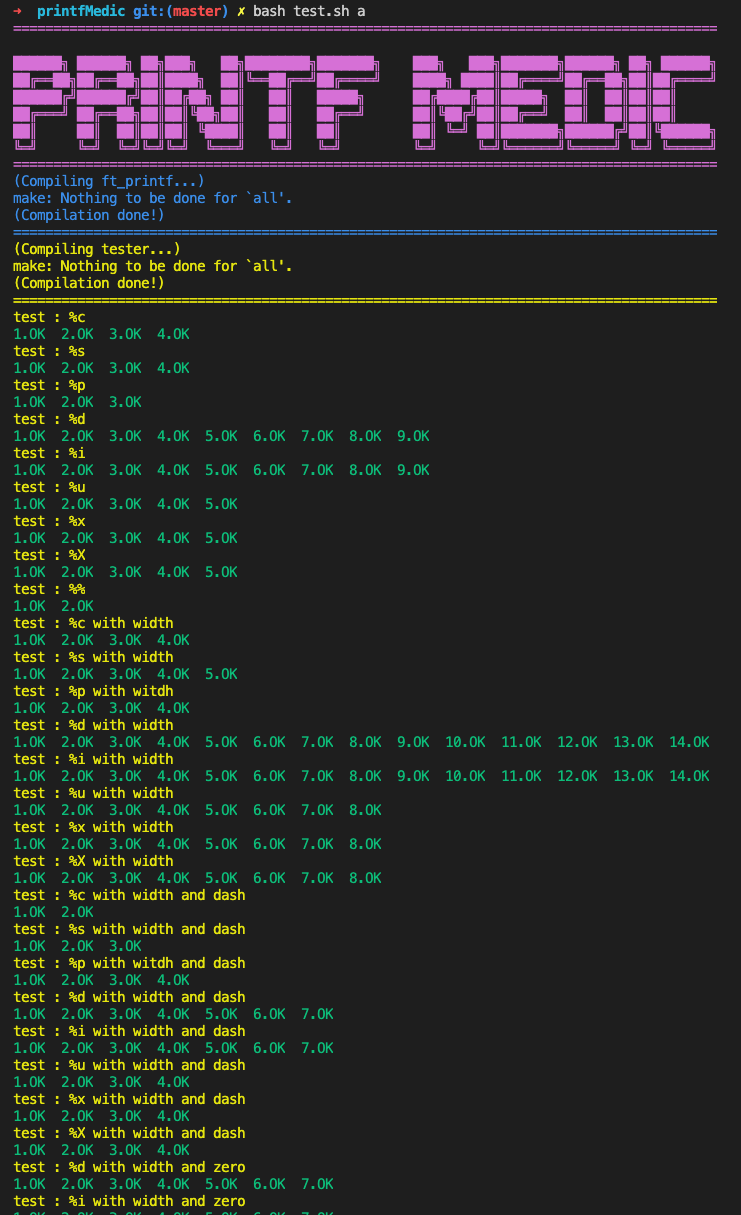 → printfMedic git:(master) ✗ bash test.sh a
PRINTF MEDIC
(Compiling ft_printf...)
make: Nothing to be done for `all'.
(Compilation done!)
(Compiling tester...)
make: Nothing to be done for `all'.
(Compilation done!)
test : %c
1.OK 2.OK 3.OK 4.OK
test : %s
1.OK 2.OK 3.OK 4.OK
test : %p
1.OK 2.OK 3.OK
test : %d
1.OK 2.OK 3.OK 4.OK 5.OK 6.OK 7.OK 8.OK 9.OK
test : %i
1.OK 2.OK 3.OK 4.OK 5.OK 6.OK 7.OK 8.OK 9.OK
test : %u
1.OK 2.OK 3.OK 4.OK 5.OK
test : %x
1.OK 2.OK 3.OK 4.OK 5.OK
test : %X
1.OK 2.OK 3.OK 4.OK 5.OK
test : %%
1.OK 2.OK
test : %c with width
1.OK 2.OK 3.OK 4.OK
test : %s with width
1.OK 2.OK 3.OK 4.OK 5.OK
test : %p with witdh
1.OK 2.OK 3.OK 4.OK
test : %d with width
1.OK 2.OK 3.OK 4.OK 5.OK 6.OK 7.OK 8.OK 9.OK 10.OK 11.OK 12.OK 13.OK 14.OK
test : %i with width
1.OK 2.OK 3.OK 4.OK 5.OK 6.OK 7.OK 8.OK 9.OK 10.OK 11.OK 12.OK 13.OK 14.OK
test : %u with width
1.OK 2.OK 3.OK 4.OK 5.OK 6.OK 7.OK 8.OK
test : %x with width
1.OK 2.OK 3.OK 4.OK 5.OK 6.OK 7.OK 8.OK
test : %X with width
1.OK 2.OK 3.OK 4.OK 5.OK 6.OK 7.OK 8.OK
test : %c with width and dash
1.OK 2.OK
test : %s with width and dash
1.OK 2.OK 3.OK
test : %p with witdh and dash
1.OK 2.OK 3.OK 4.OK
test : %d with width and dash
1.OK 2.OK 3.OK 4.OK 5.OK 6.OK 7.OK
test : %i with width and dash
1.OK 2.OK 3.OK 4.OK 5.OK 6.OK 7.OK
test : %u with width and dash
1.OK 2.OK 3.OK 4.OK
test : %x with width and dash
1.OK 2.OK 3.OK 4.OK
test : %X with width and dash
1.OK 2.OK 3.OK 4.OK
test : %d with width and zero
1.OK 2.OK 3.OK 4.OK 5.OK 6.OK 7.OK
test : %i with width and zero
1.OK 2.OK 3.OK 4.OK 5.OK 6.OK 7.OK